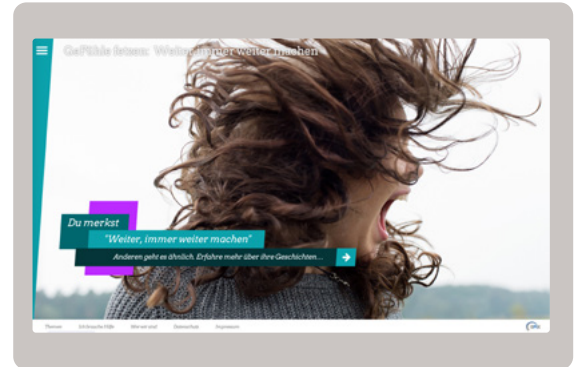 Gefühle fetzen: Weiter, immer weiter machen
Du merkst
"Weiter, immer weiter machen"
Anderen geht es ähnlich. Erfahre mehr über ihre Geschichten...
Themen Ich brauche Hilfe Wer wir sind Datenschutz Impressum